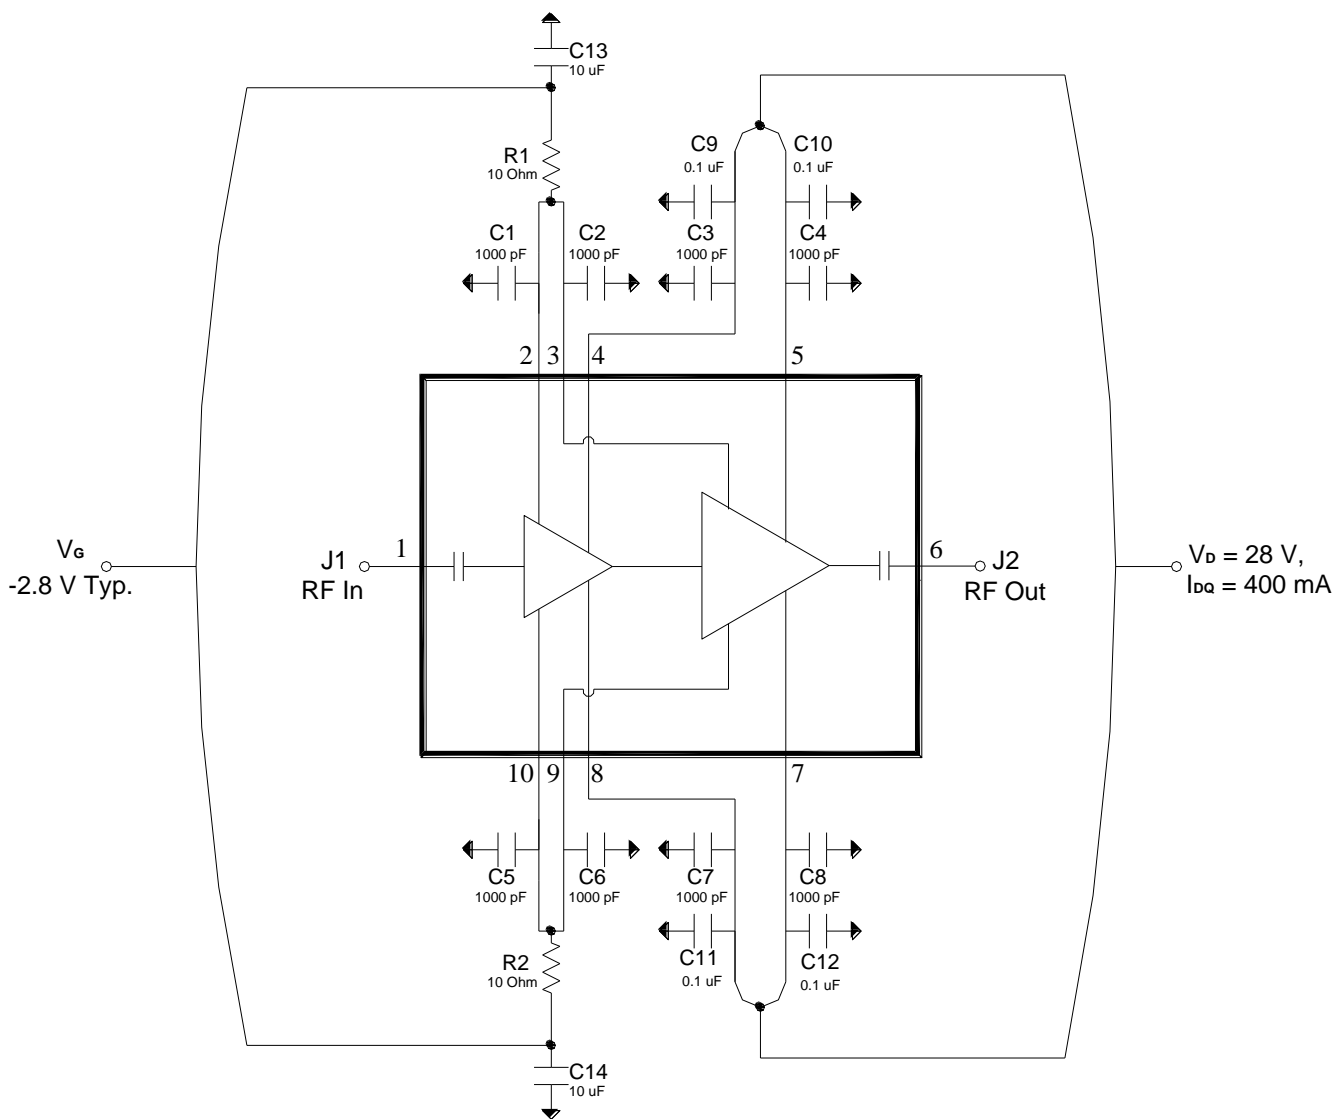 C13
10 uF
R1
10 Ohm
C9
0.1 uF
C10
0.1 uF
C1
1000 pF
C2
1000 pF
C3
1000 pF
C4
1000 pF
2
3
4
5
VG
-2.8 V Typ.
J1
RF In
1
6
J2
RF Out
VD = 28 V,
IDQ = 400 mA
10
9
8
7
C5
1000 pF
C6
1000 pF
C7
1000 pF
C8
1000 pF
R2
10 Ohm
C11
0.1 uF
C12
0.1 uF
C14
10 uF